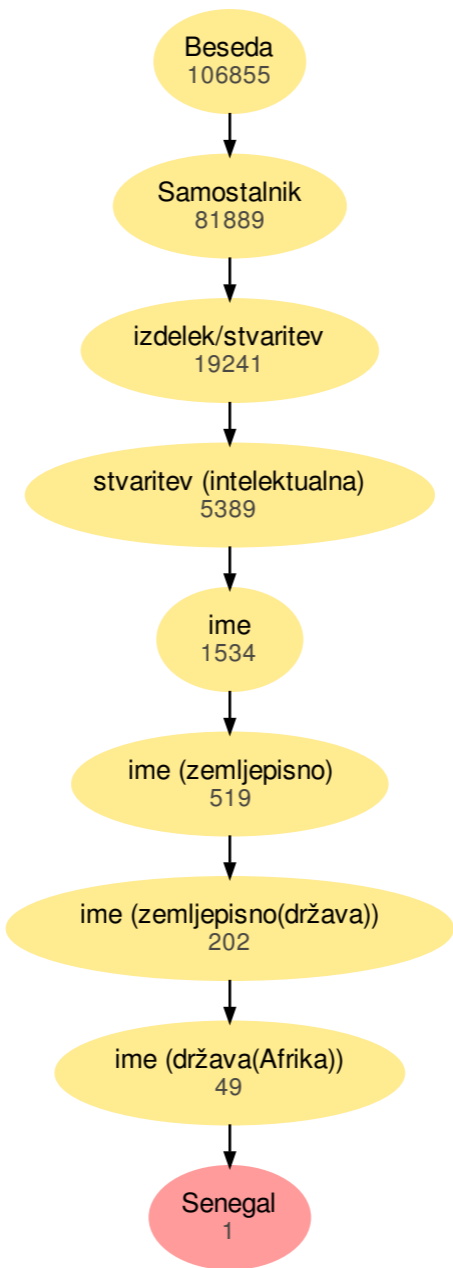 Beseda
106855
Samostalnik
81889
izdelek/stvaritev
19241
stvaritev (intelektualna)
5389
ime
1534
ime (zemljepisno)
519
ime (zemljepisno(država))
202
ime (država(Afrika))
49
Senegal
1